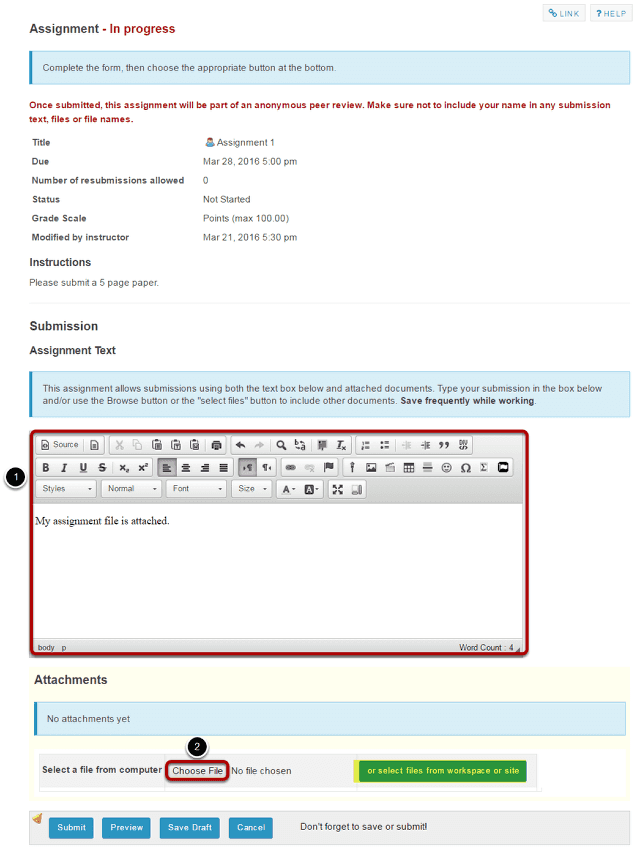 LINK ? HELP
Assignment - In progress
Complete the form, then choose the appropriate button at the bottom.
Once submitted, this assignment will be part of an anonymous peer review. Make sure not to include your name in any submission
text, files or file names.
Title Assignment 1
Due Mar 28, 2016 5:00 pm
Number of resubmissions allowed 0
Status Not Started
Grade Scale Points (max 100.00)
Modified by instructor Mar 21, 2016 5:30 pm
Instructions
Please submit a 5 page paper.
Submission
Assignment Text
This assignment allows submissions using both the text box below and attached documents. Type your submission in the box below
and/or use the Browse button or the "select files" button to include other documents. Save frequently while working.
Source
1
B I U S x₂ x² Ω Σ
Styles Normal Font Size A A
My assignment file is attached.
body p Word Count : 4
Attachments
No attachments yet
2
Select a file from computer Choose File No file chosen or select files from workspace or site
Submit Preview Save Draft Cancel Don't forget to save or submit!